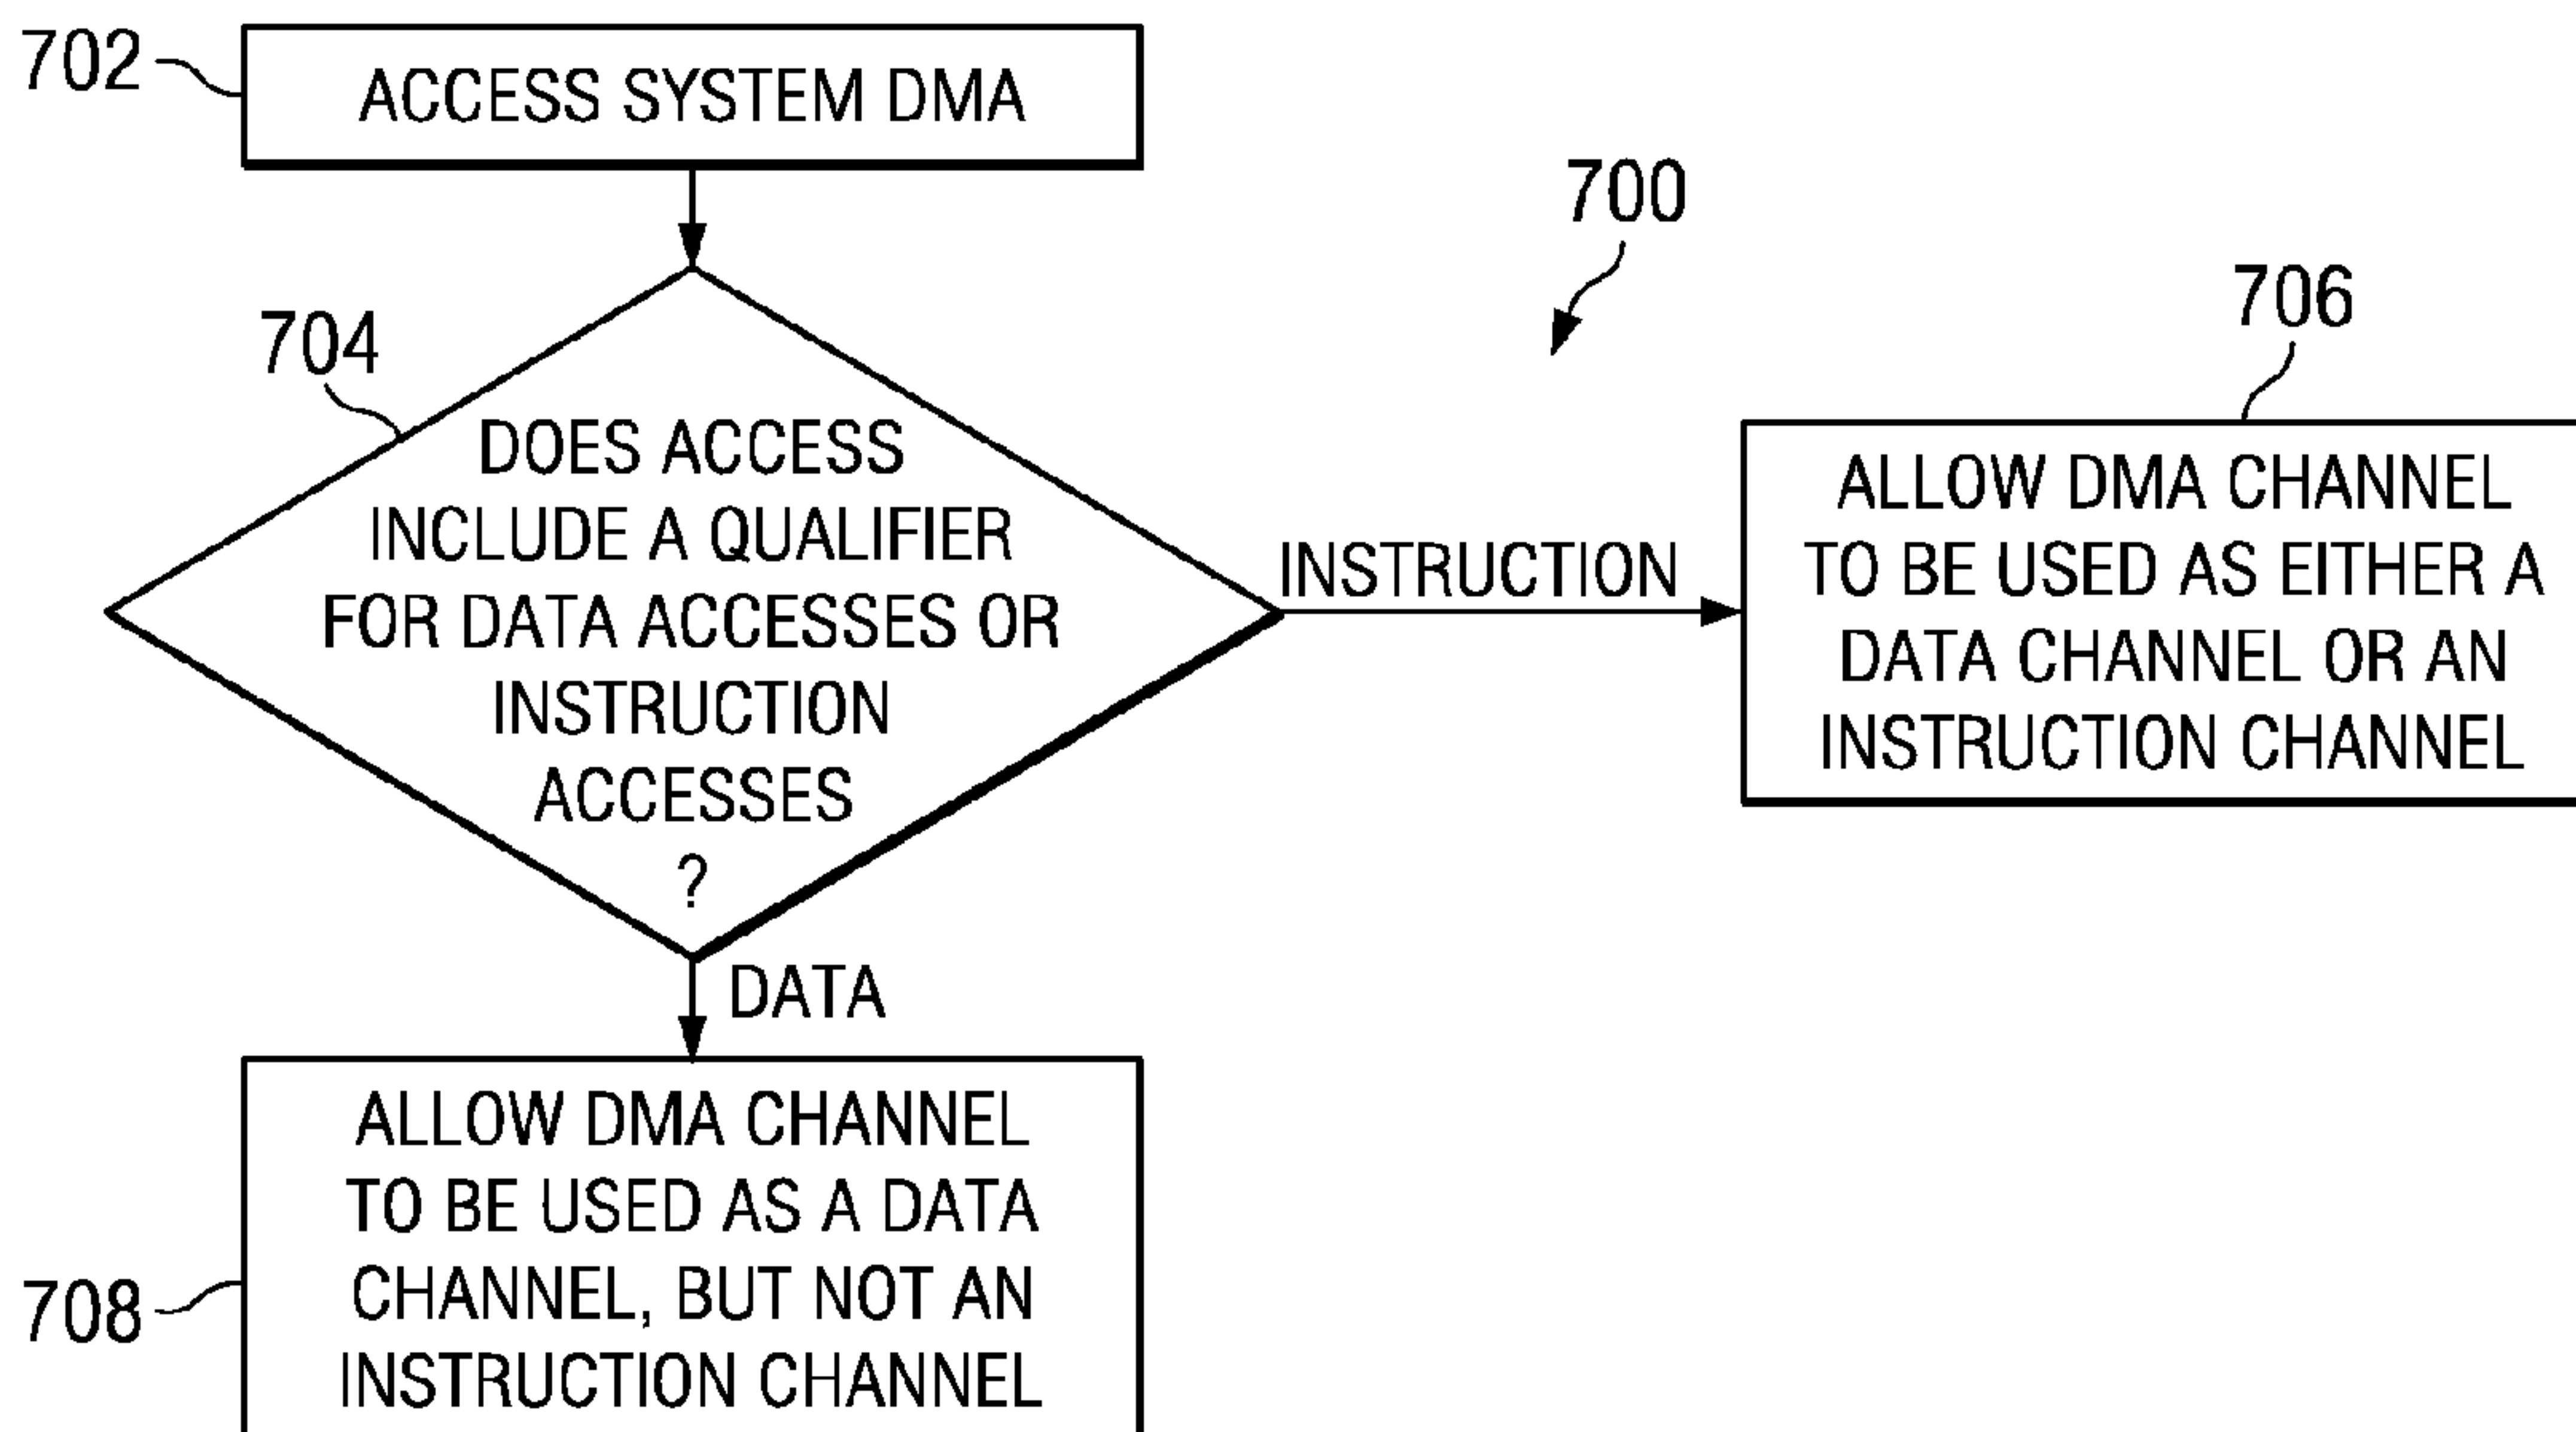 702
ACCESS SYSTEM DMA
700
704
DOES ACCESS
INCLUDE A QUALIFIER
FOR DATA ACCESSES OR
INSTRUCTION
ACCESSES
?
INSTRUCTION
706
ALLOW DMA CHANNEL
TO BE USED AS EITHER A
DATA CHANNEL OR AN
INSTRUCTION CHANNEL
DATA
708
ALLOW DMA CHANNEL
TO BE USED AS A DATA
CHANNEL, BUT NOT AN
INSTRUCTION CHANNEL